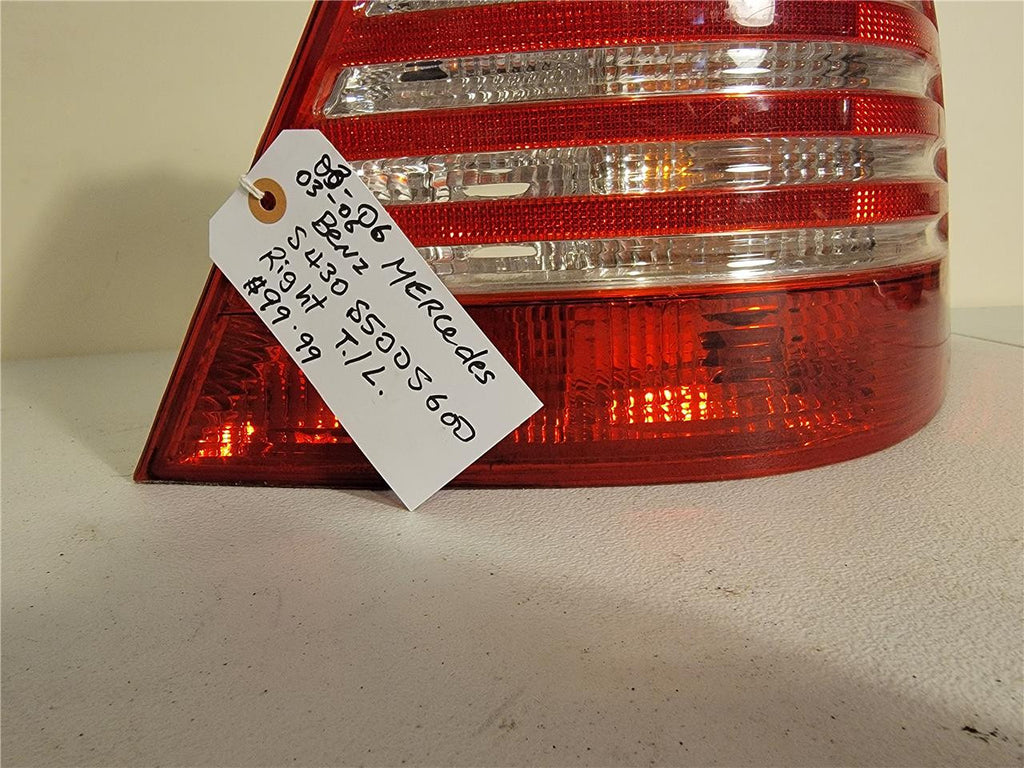 03-06 MERCedes
03-06 BeNZ
S430 S500 S600
Right T./L.
$99.99